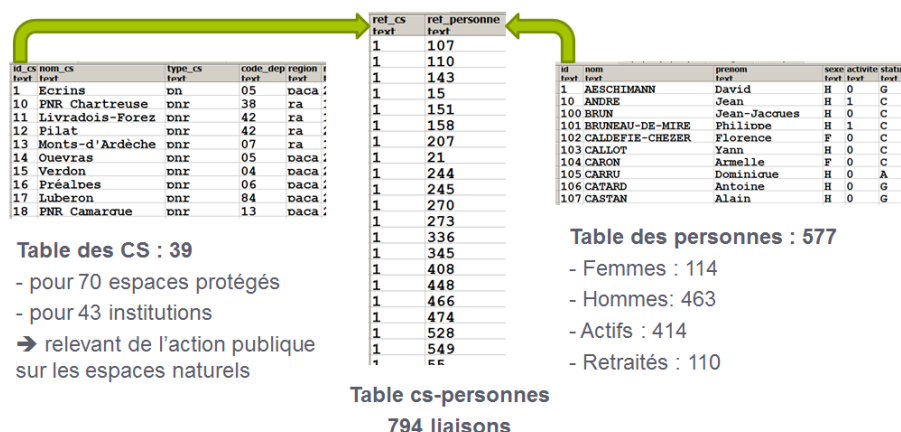 id_cs nom_cs type_cs code_dep region
text text text text text
1 Ecrins pn 05 paca
10 PNR Chartreuse pnr 38 ra
11 Livradois-Forez pnr 42 ra
12 Pilat pnr 42 ra
13 Monts-d'Ardèche pnr 07 ra
14 Queyras pnr 05 paca
15 Verdon pnr 04 paca
16 Préalpes pnr 06 paca
17 Luberon pnr 84 paca
18 PNR Camargue pnr 13 paca
Table des CS : 39
- pour 70 espaces protégés
- pour 43 institutions
➔ relevant de l'action publique
sur les espaces naturels
ref_cs ref_personne
text text
1 107
1 110
1 143
1 15
1 151
1 158
1 207
1 21
1 244
1 245
1 270
1 273
1 336
1 345
1 408
1 448
1 466
1 474
1 528
1 549
1 55
Table cs-personnes
794 liaisons
id nom prenom sexe activite statu
text text text text text text
1 AESCHIMANN David H 0 G
10 ANDRE Jean H 1 C
100 BRUN Jean-Jacques H 0 C
101 BRUNEAU-DE-MIRE Philippe H 1 C
102 CALDEFIE-CHEZER Florence F 0 C
103 CALLOT Yann H 0 C
104 CARON Armelle F 0 C
105 CARRU Dominique H 0 A
106 CATARD Antoine H 0 G
107 CASTAN Alain H 0 G
Table des personnes : 577
- Femmes : 114
- Hommes: 463
- Actifs : 414
- Retraités : 110